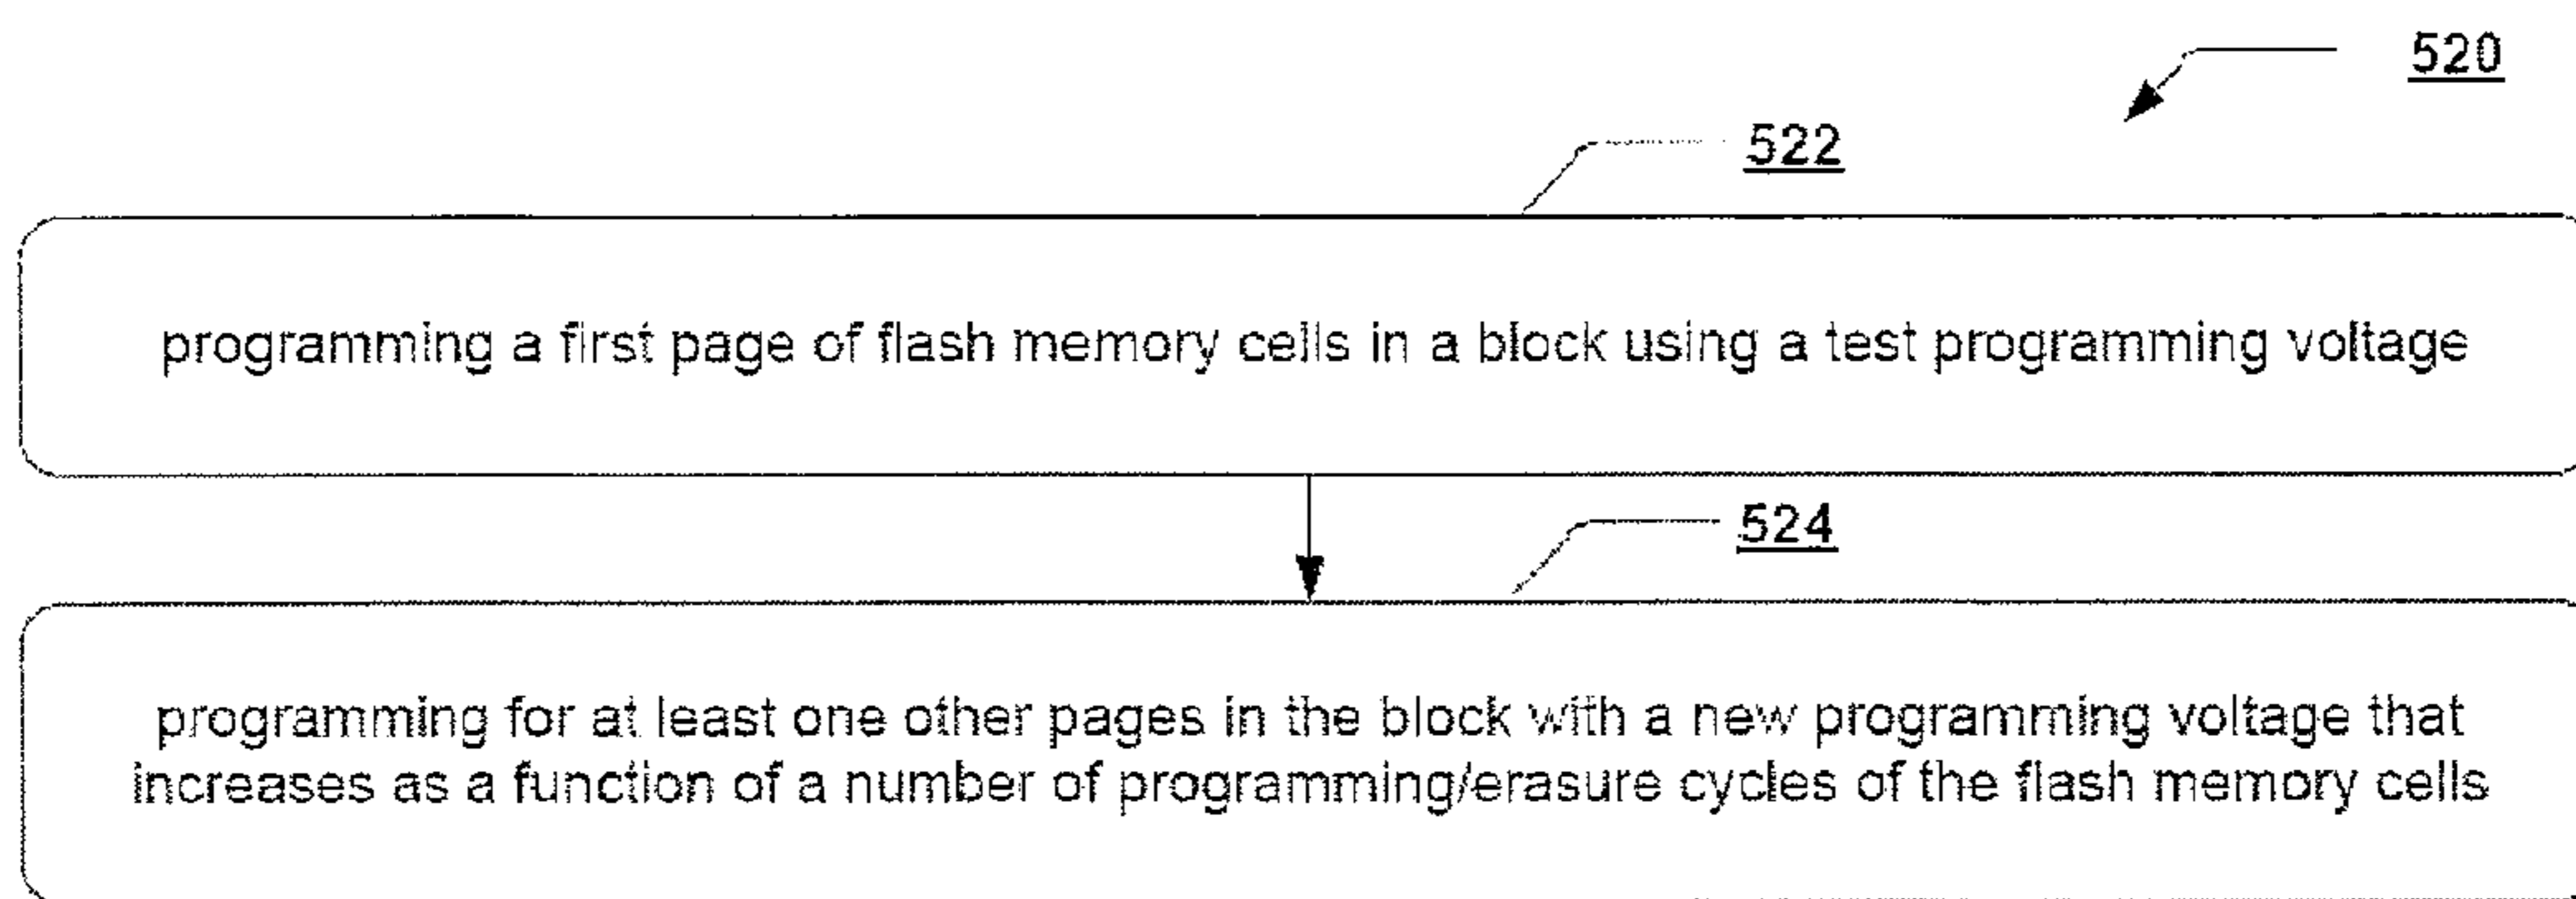 520
522
programming a first page of flash memory cells in a block using a test programming voltage
524
programming for at least one other pages in the block with a new programming voltage that
increases as a function of a number of programming/erasure cycles of the flash memory cells